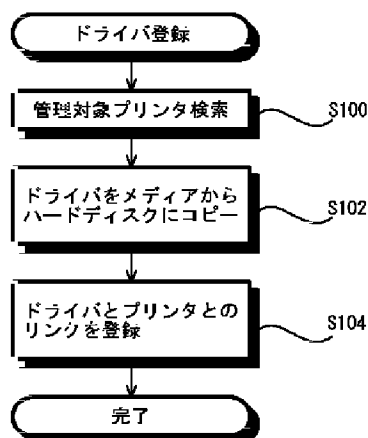 ドライバ登録
管理対象プリンタ検索
S100
ドライバをメディアから
ハードディスクにコピー
S102
ドライバとプリンタとの
リンクを登録
S104
完了